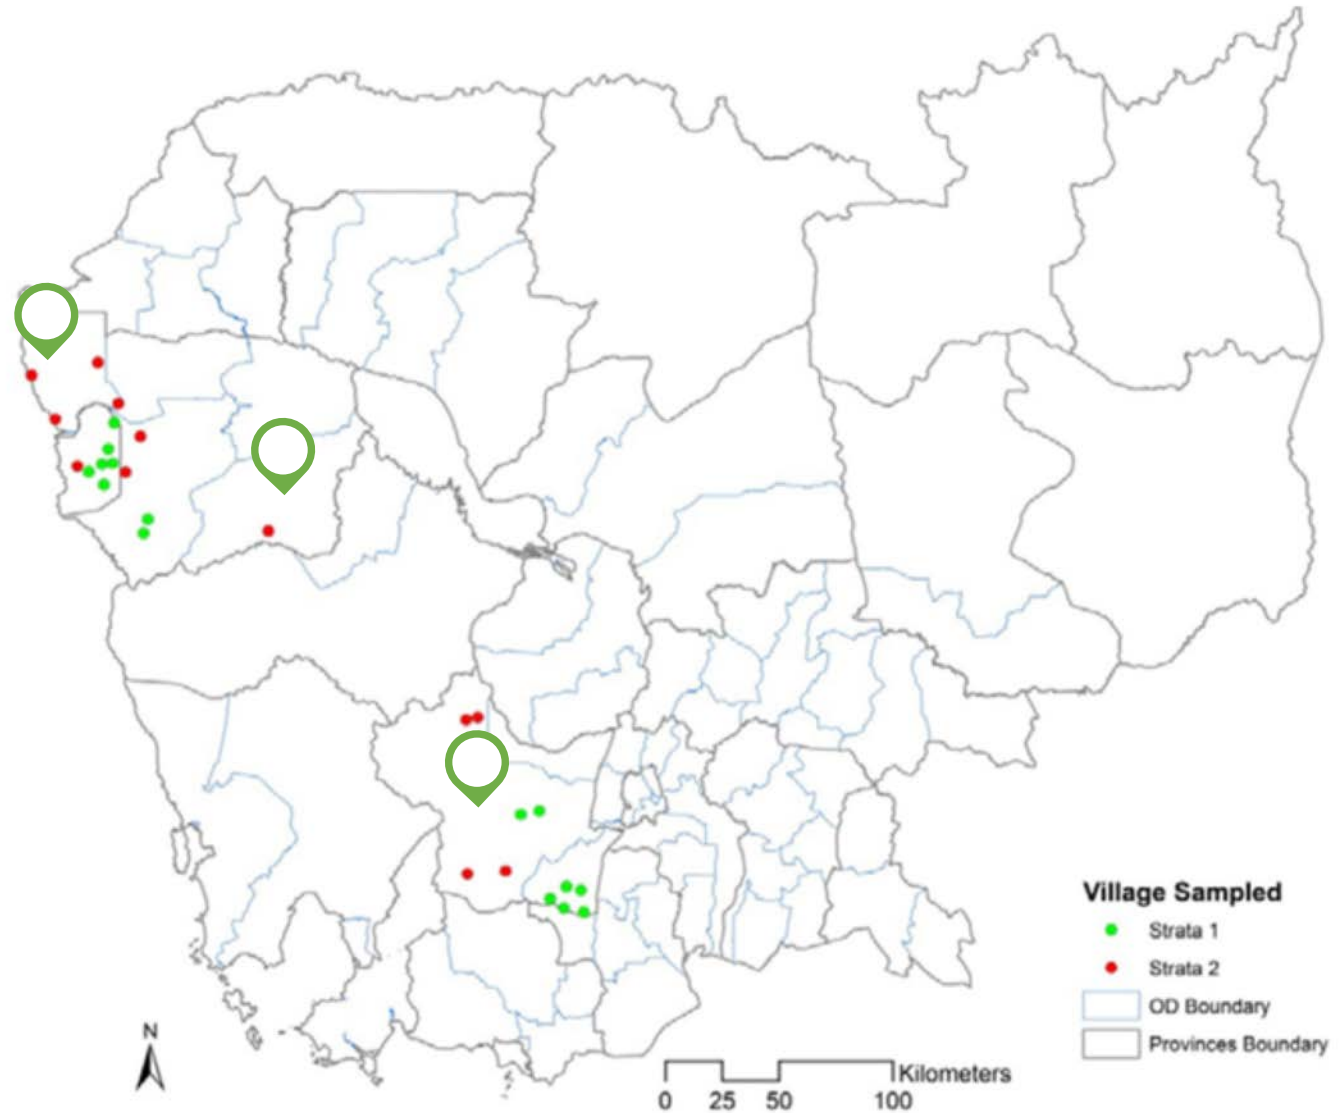 Village Sampled
Strata 1
Strata 2
OD Boundary
Provinces Boundary
N
Kilometers
0 25 50 100